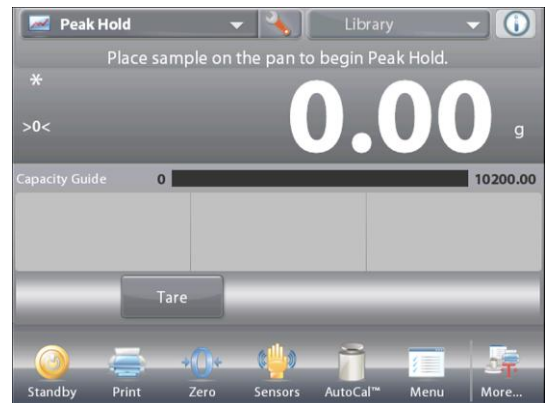 Peak Hold Library
Place sample on the pan to begin Peak Hold.
*
>0< 0.00 g
Capacity Guide 0 10200.00
Tare
Standby Print Zero Sensors AutoCal™ Menu More...